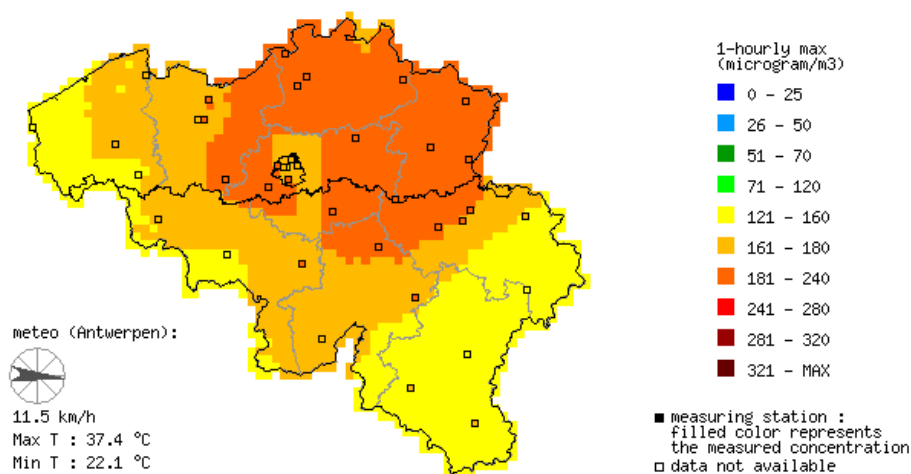 1-hourly max
(microgram/m3)
0 - 25
26 - 50
51 - 70
71 - 120
121 - 160
161 - 180
181 - 240
241 - 280
281 - 320
321 - MAX
meteo (Antwerpen):
11.5 km/h
Max T : 37.4 °C
Min T : 22.1 °C
measuring station :
filled color represents
the measured concentration
data not available